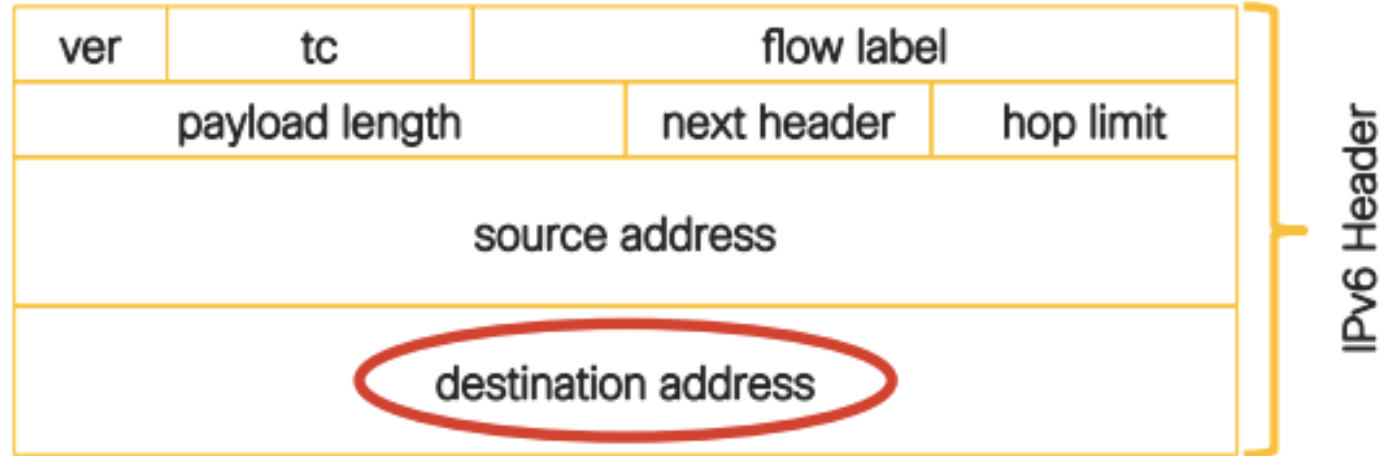 ver tc flow label
payload length next header hop limit
source address
destination address
IPv6 Header